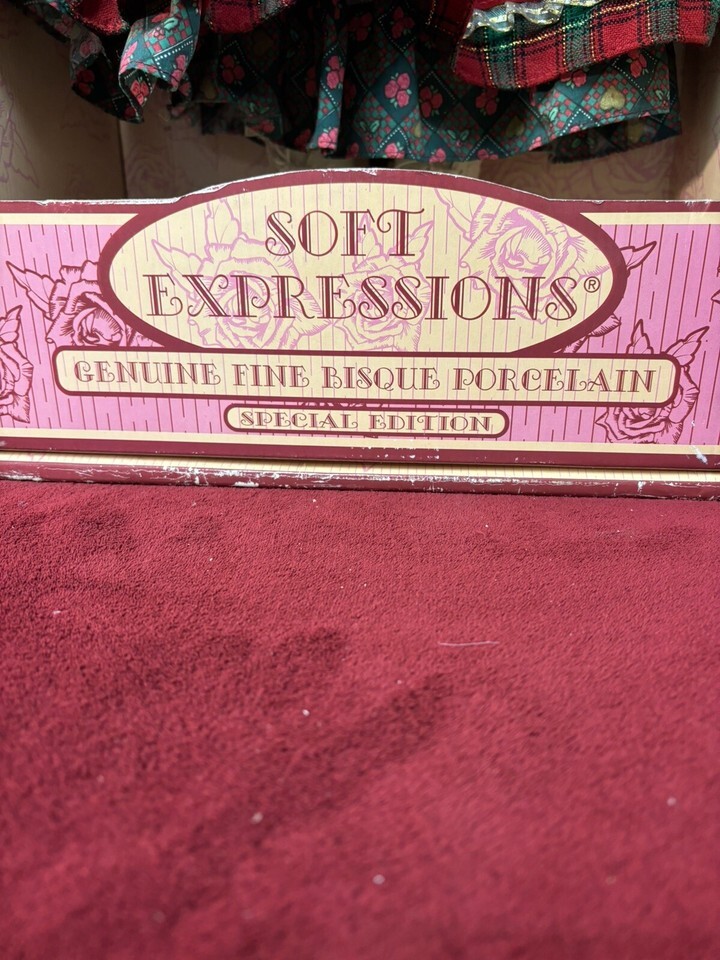 SOFT
EXPRESSIONS®
GENUINE FINE BISQUE PORCELAIN
SPECIAL EDITION